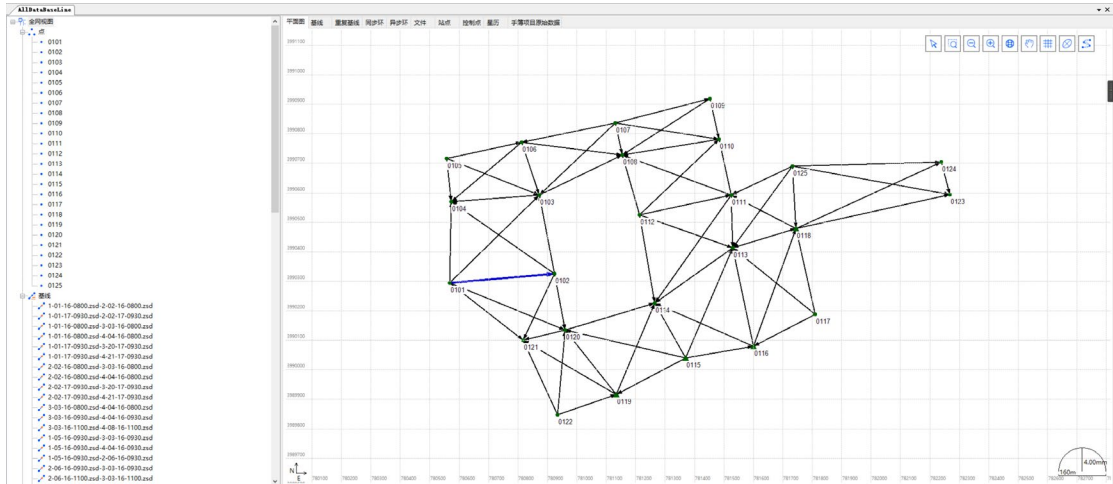 AllDataBaseLine
全网视图
点
0101
0102
0103
0104
0105
0106
0107
0108
0109
0110
0111
0112
0113
0114
0115
0116
0117
0118
0119
0120
0121
0122
0123
0124
0125
基线
1-01-16-0800.zsd-2-02-16-0800.zsd
1-01-17-0930.zsd-2-02-17-0930.zsd
1-01-16-0800.zsd-3-03-16-0800.zsd
1-01-16-0800.zsd-4-04-16-0800.zsd
1-01-17-0930.zsd-3-20-17-0930.zsd
1-01-17-0930.zsd-4-21-17-0930.zsd
2-02-16-0800.zsd-3-03-16-0800.zsd
2-02-16-0800.zsd-4-04-16-0800.zsd
2-02-17-0930.zsd-3-20-17-0930.zsd
2-02-17-0930.zsd-4-21-17-0930.zsd
3-03-16-0800.zsd-4-04-16-0800.zsd
3-03-16-0930.zsd-4-04-16-0930.zsd
3-03-16-1100.zsd-4-08-16-1100.zsd
1-05-16-0930.zsd-3-03-16-0930.zsd
1-05-16-0930.zsd-4-04-16-0930.zsd
1-05-16-0930.zsd-2-06-16-0930.zsd
2-06-16-0930.zsd-3-03-16-0930.zsd
2-06-16-1100.zsd-3-03-16-1100.zsd
平面图 基线 重复基线 同步环 异步环 文件 站点 控制点 星历 手薄项目原始数据
0109
0107
0110
0106
0108
0105
0124
0125
0123
0104
0103
0111
0112
0118
0113
0102
0101
0114
0117
0120
0121
0116
0115
0119
0122
N
E
4.00mm
160m